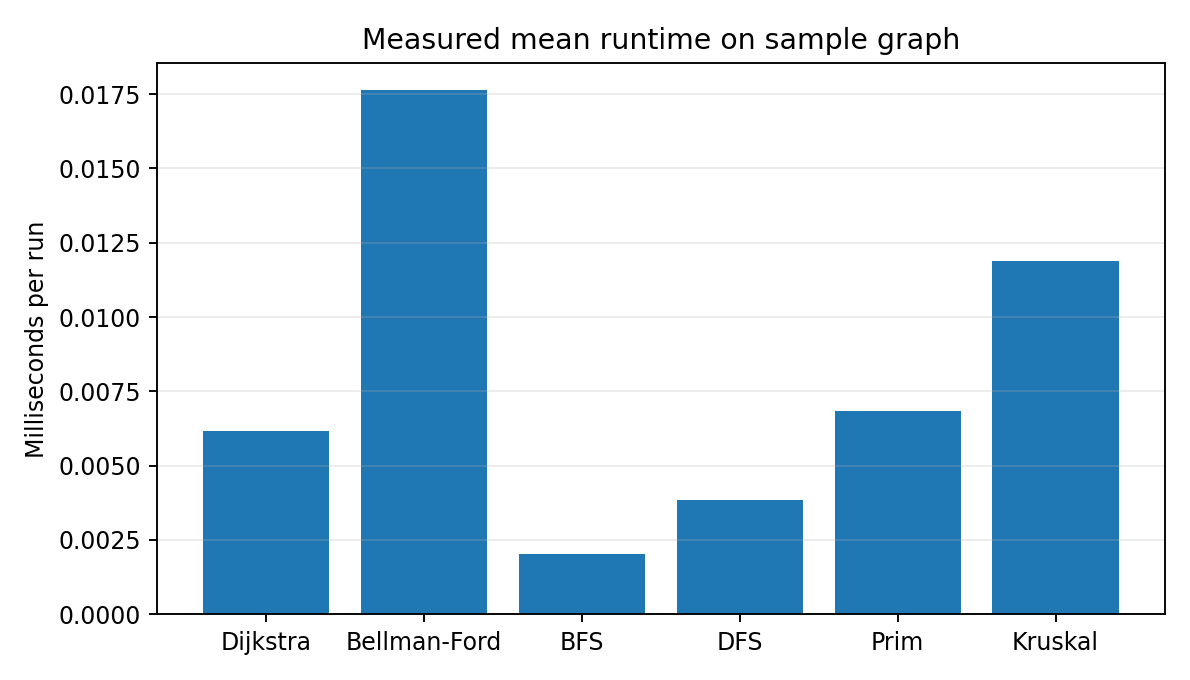 Measured mean runtime on sample graph
Milliseconds per run
0.0175
0.0150
0.0125
0.0100
0.0075
0.0050
0.0025
0.0000
Dijkstra Bellman-Ford BFS DFS Prim Kruskal